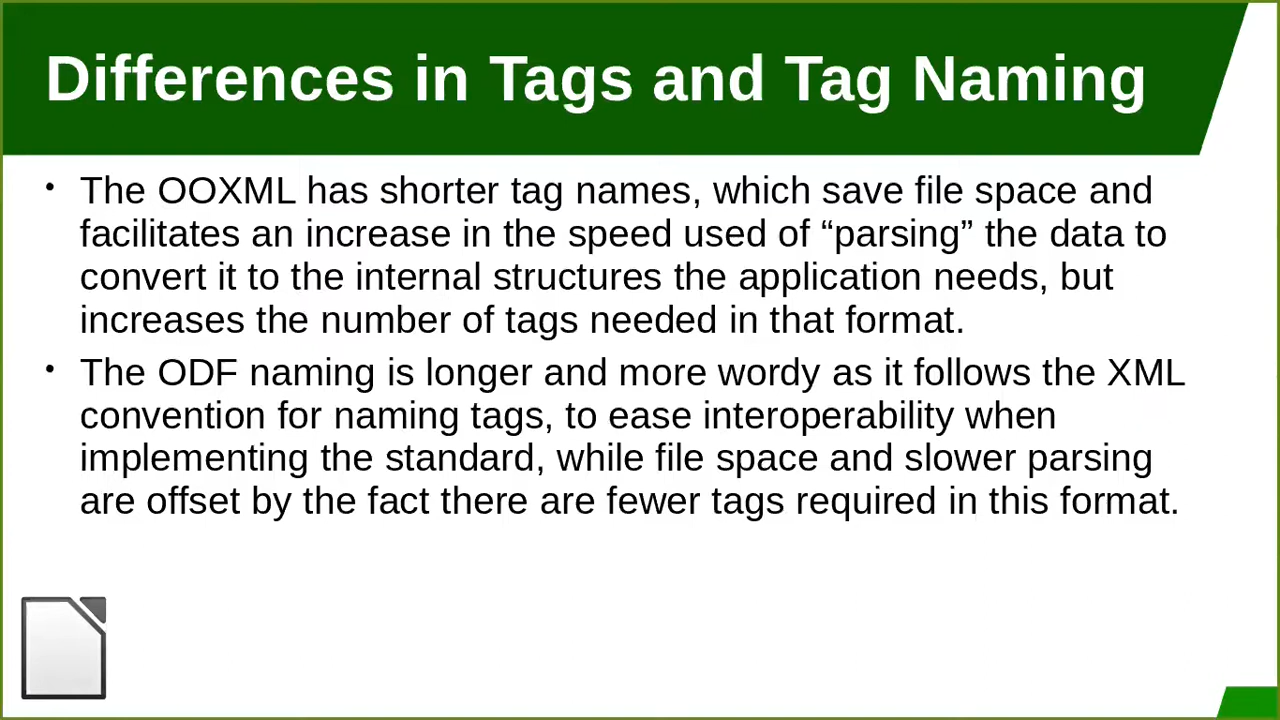 Differences in Tags and Tag Naming
• The OOXML has shorter tag names, which save file space and
facilitates an increase in the speed used of “parsing” the data to
convert it to the internal structures the application needs, but
increases the number of tags needed in that format.
• The ODF naming is longer and more wordy as it follows the XML
convention for naming tags, to ease interoperability when
implementing the standard, while file space and slower parsing
are offset by the fact there are fewer tags required in this format.